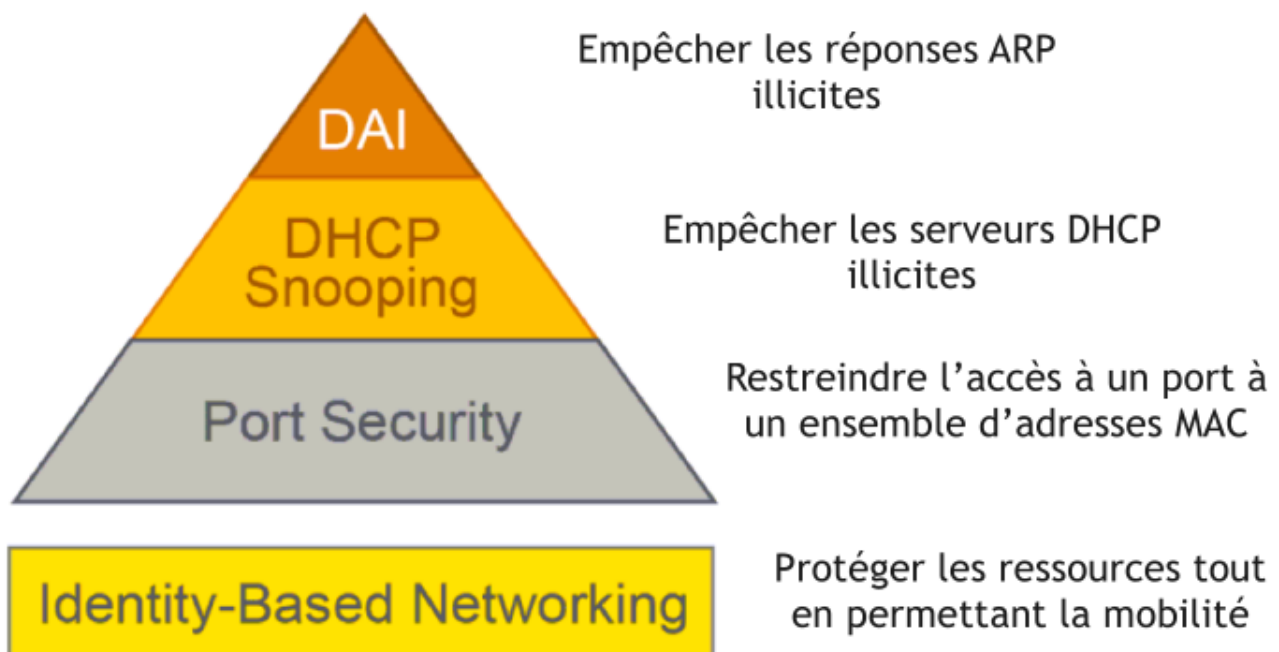 DAI
Empêcher les réponses ARP
illicites
DHCP
Snooping
Empêcher les serveurs DHCP
illicites
Port Security
Restreindre l’accès à un port à
un ensemble d’adresses MAC
Identity-Based Networking
Protéger les ressources tout
en permettant la mobilité